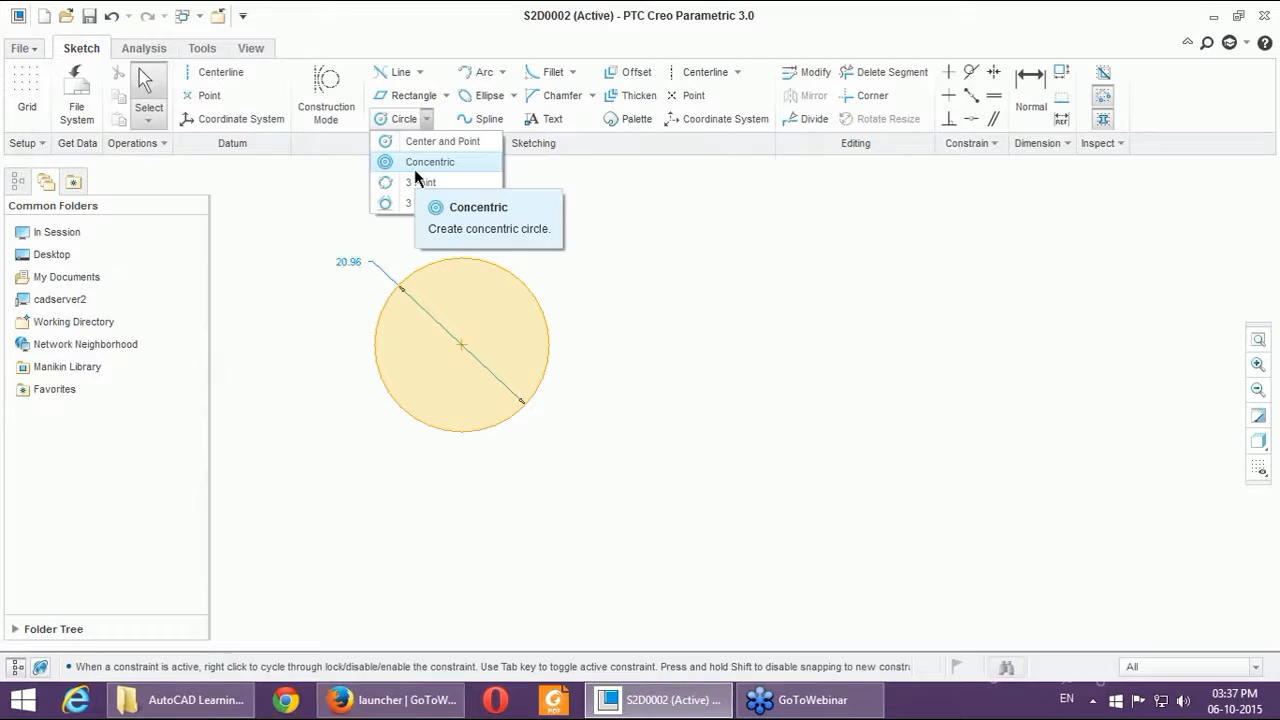 S2D0002 (Active) - PTC Creo Parametric 3.0
File Sketch Analysis Tools View
Grid
File System
Select
Centerline
Point
Coordinate System
Construction Mode
Line Arc Fillet Offset Centerline
Rectangle Ellipse Chamfer Thicken Point
Circle Spline Text Palette Coordinate System
Modify Delete Segment
Mirror Corner
Divide Rotate Resize
Normal
Setup Get Data Operations Datum Sketching Editing Constrain Dimension Inspect
Center and Point
Concentric
3
3
Concentric
Create concentric circle.
Common Folders
In Session
Desktop
My Documents
cadserver2
Working Directory
Network Neighborhood
Manikin Library
Favorites
20.96
Folder Tree
• When a constraint is active, right click to cycle through lock/disable/enable the constraint. Use Tab key to toggle active constraint. Press and hold Shift to disable snapping to new constr
All
AutoCAD Learnin...
launcher | GoToW...
PDF
S2D0002 (Active) ...
GoToWebinar
EN
03:37 PM
06-10-2015